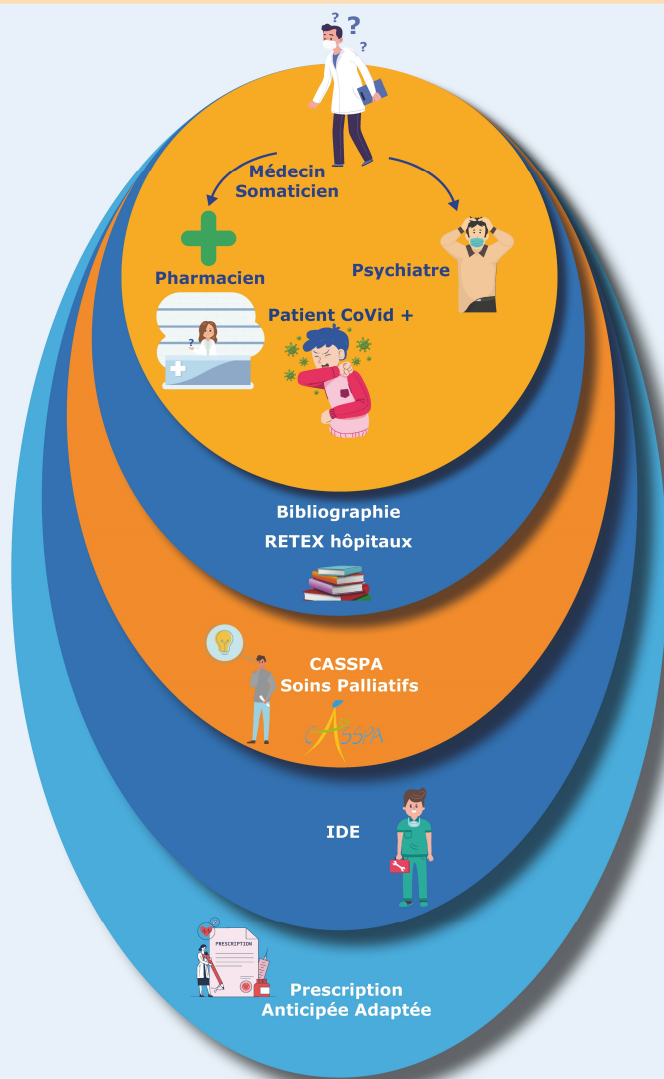 ? ? ?
Médecin
Somaticien
Pharmacien
Psychiatre
?
Patient CoVid +
Bibliographie
RETEX hôpitaux
CASSPA
Soins Palliatifs
CASSPA
IDE
PRESCRIPTION
Prescription
Anticipée Adaptée